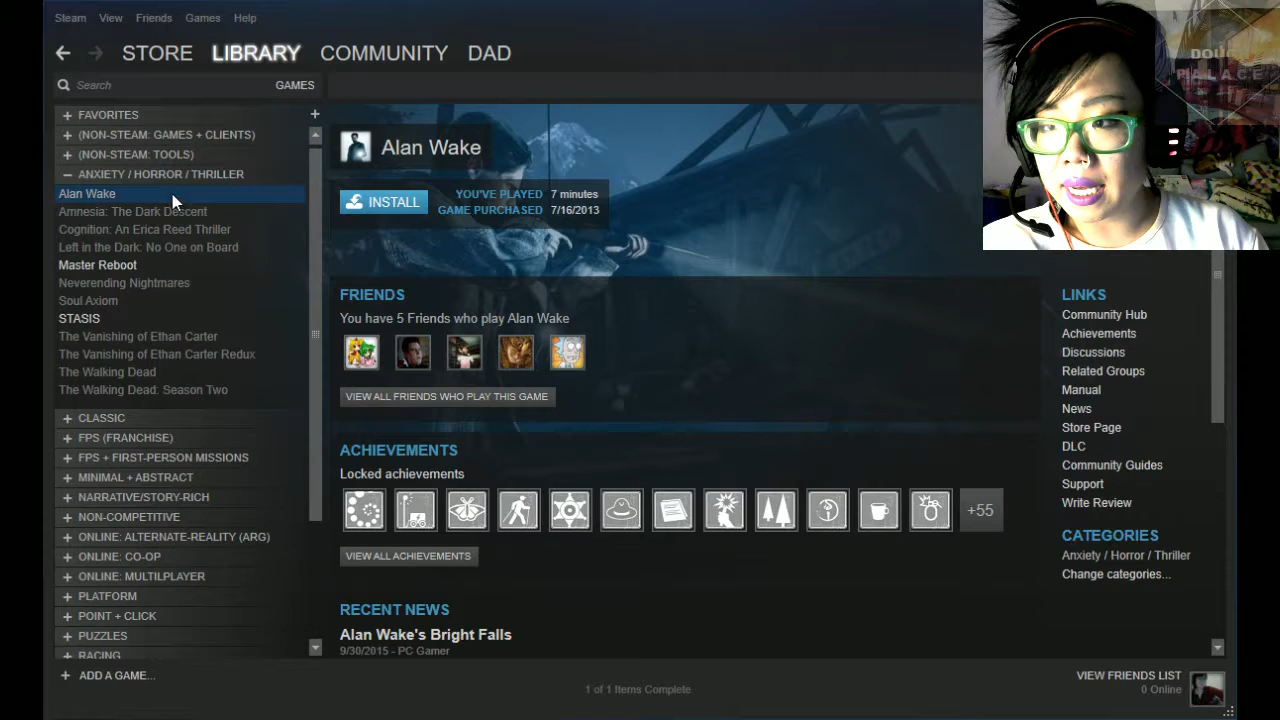 Steam View Friends Games Help
STORE LIBRARY COMMUNITY DAD
Search GAMES
FAVORITES
(NON-STEAM: GAMES + CLIENTS)
(NON-STEAM: TOOLS)
ANXIETY / HORROR / THRILLER
Alan Wake
Amnesia: The Dark Descent
Cognition: An Erica Reed Thriller
Left in the Dark: No One on Board
Master Reboot
Neverending Nightmares
Soul Axiom
STASIS
The Vanishing of Ethan Carter
The Vanishing of Ethan Carter Redux
The Walking Dead
The Walking Dead: Season Two
CLASSIC
FPS (FRANCHISE)
FPS + FIRST-PERSON MISSIONS
MINIMAL + ABSTRACT
NARRATIVE/STORY-RICH
NON-COMPETITIVE
ONLINE: ALTERNATE-REALITY (ARG)
ONLINE: CO-OP
ONLINE: MULTILPLAYER
PLATFORM
POINT + CLICK
PUZZLES
RACING
ADD A GAME...
Alan Wake
INSTALL
YOU'VE PLAYED 7 minutes
GAME PURCHASED 7/16/2013
FRIENDS
You have 5 Friends who play Alan Wake
VIEW ALL FRIENDS WHO PLAY THIS GAME
ACHIEVEMENTS
Locked achievements
+55
VIEW ALL ACHIEVEMENTS
RECENT NEWS
Alan Wake's Bright Falls
9/30/2015 - PC Gamer
LINKS
Community Hub
Achievements
Discussions
Related Groups
Manual
News
Store Page
DLC
Community Guides
Support
Write Review
CATEGORIES
Anxiety / Horror / Thriller
Change categories...
1 of 1 Items Complete
VIEW FRIENDS LIST
0 Online
PALACE